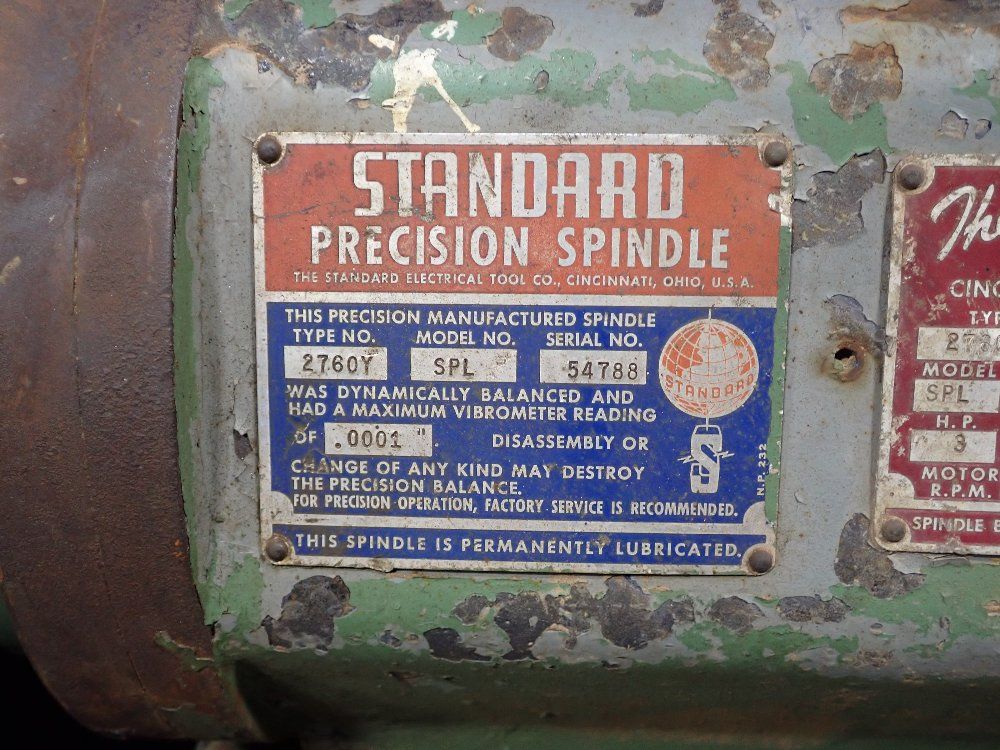 STANDARD
PRECISION SPINDLE
THE STANDARD ELECTRICAL TOOL CO., CINCINNATI, OHIO, U.S.A.
THIS PRECISION MANUFACTURED SPINDLE
TYPE NO. MODEL NO. SERIAL NO.
2760Y SPL 54788
WAS DYNAMICALLY BALANCED AND
HAD A MAXIMUM VIBROMETER READING
OF .0001 ". DISASSEMBLY OR
CHANGE OF ANY KIND MAY DESTROY
THE PRECISION BALANCE.
FOR PRECISION OPERATION, FACTORY SERVICE IS RECOMMENDED.
THIS SPINDLE IS PERMANENTLY LUBRICATED.
STANDARD
S
N.P. 232
MODEL
SPL
H.P.
3
MOTOR
R.P.M.
SPINDLE